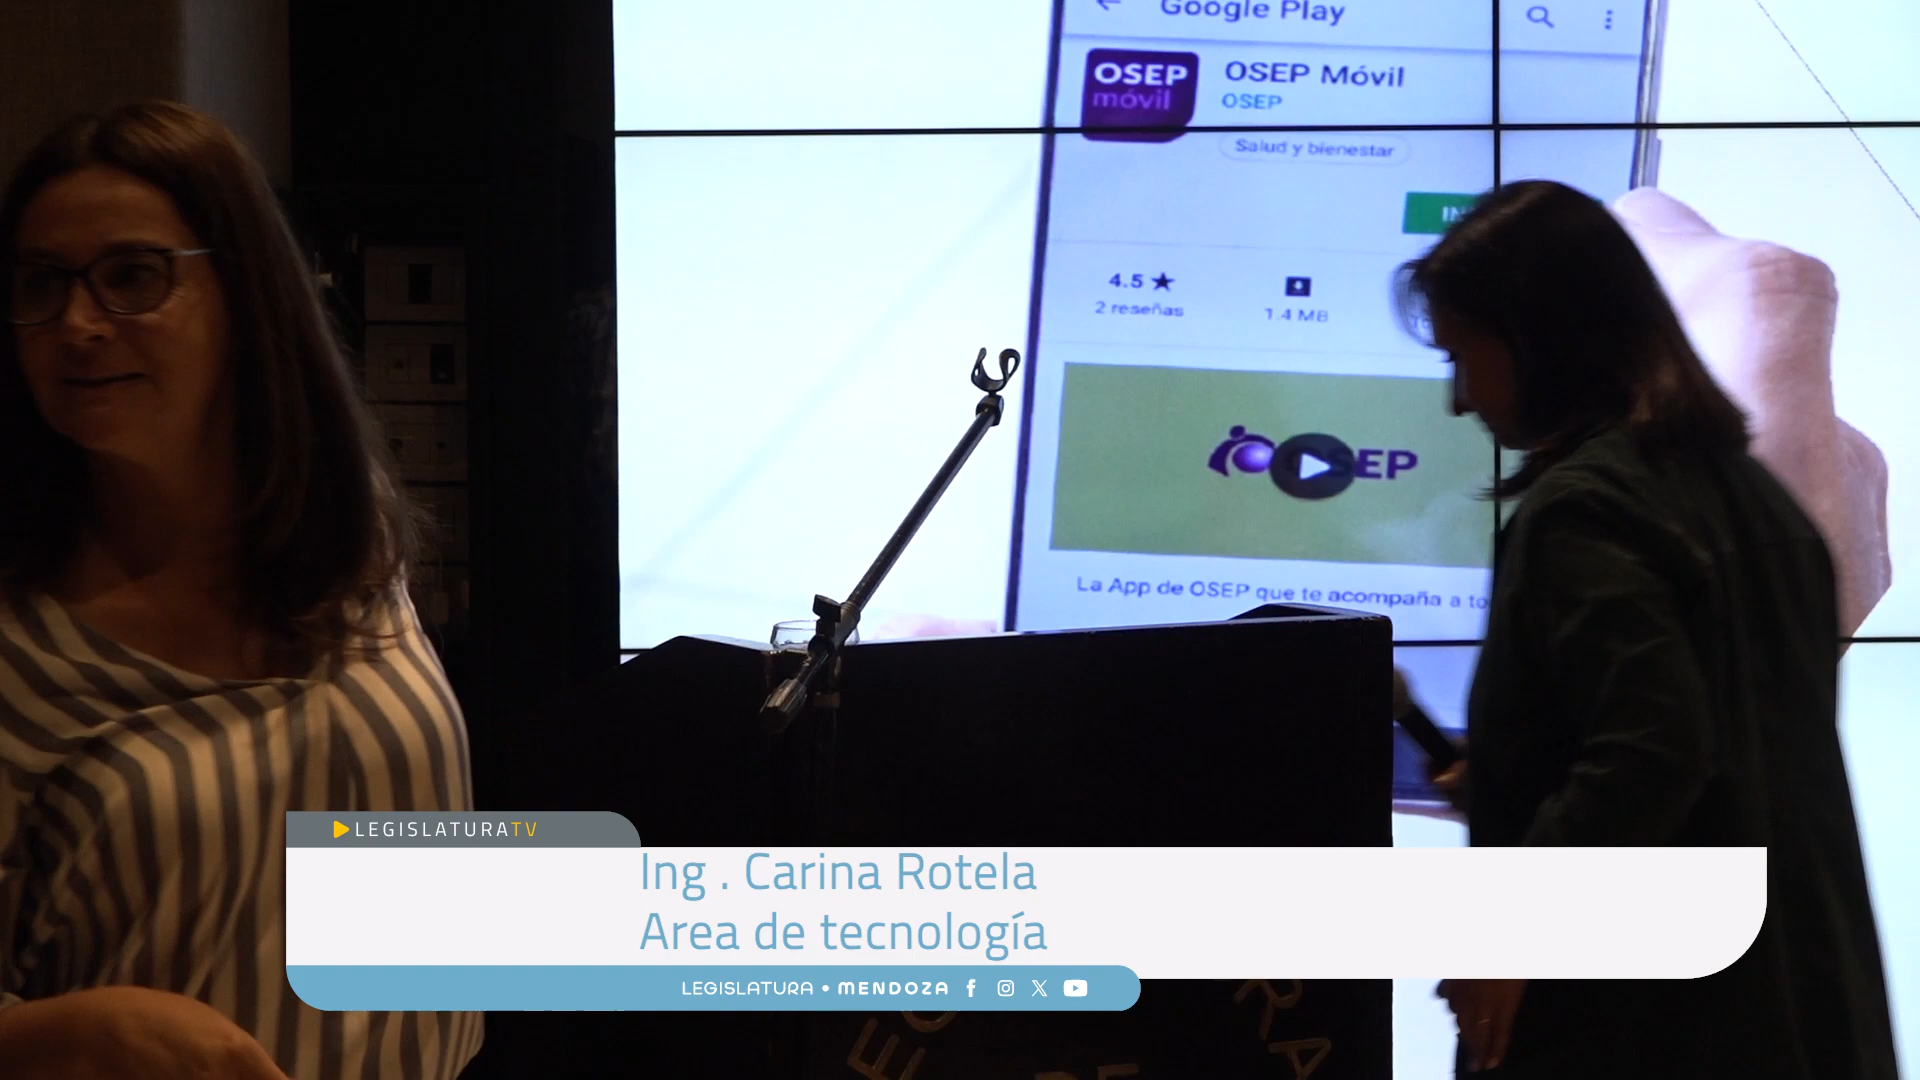 Google Play
OSEP
móvil
OSEP Móvil
OSEP
Salud y bienestar
4.5 ★
2 reseñas
1.4 MB
La App de OSEP que te acompaña a
LEGISLATURATV
Ing . Carina Rotela
Area de tecnología
LEGISLATURA • MENDOZA
DE